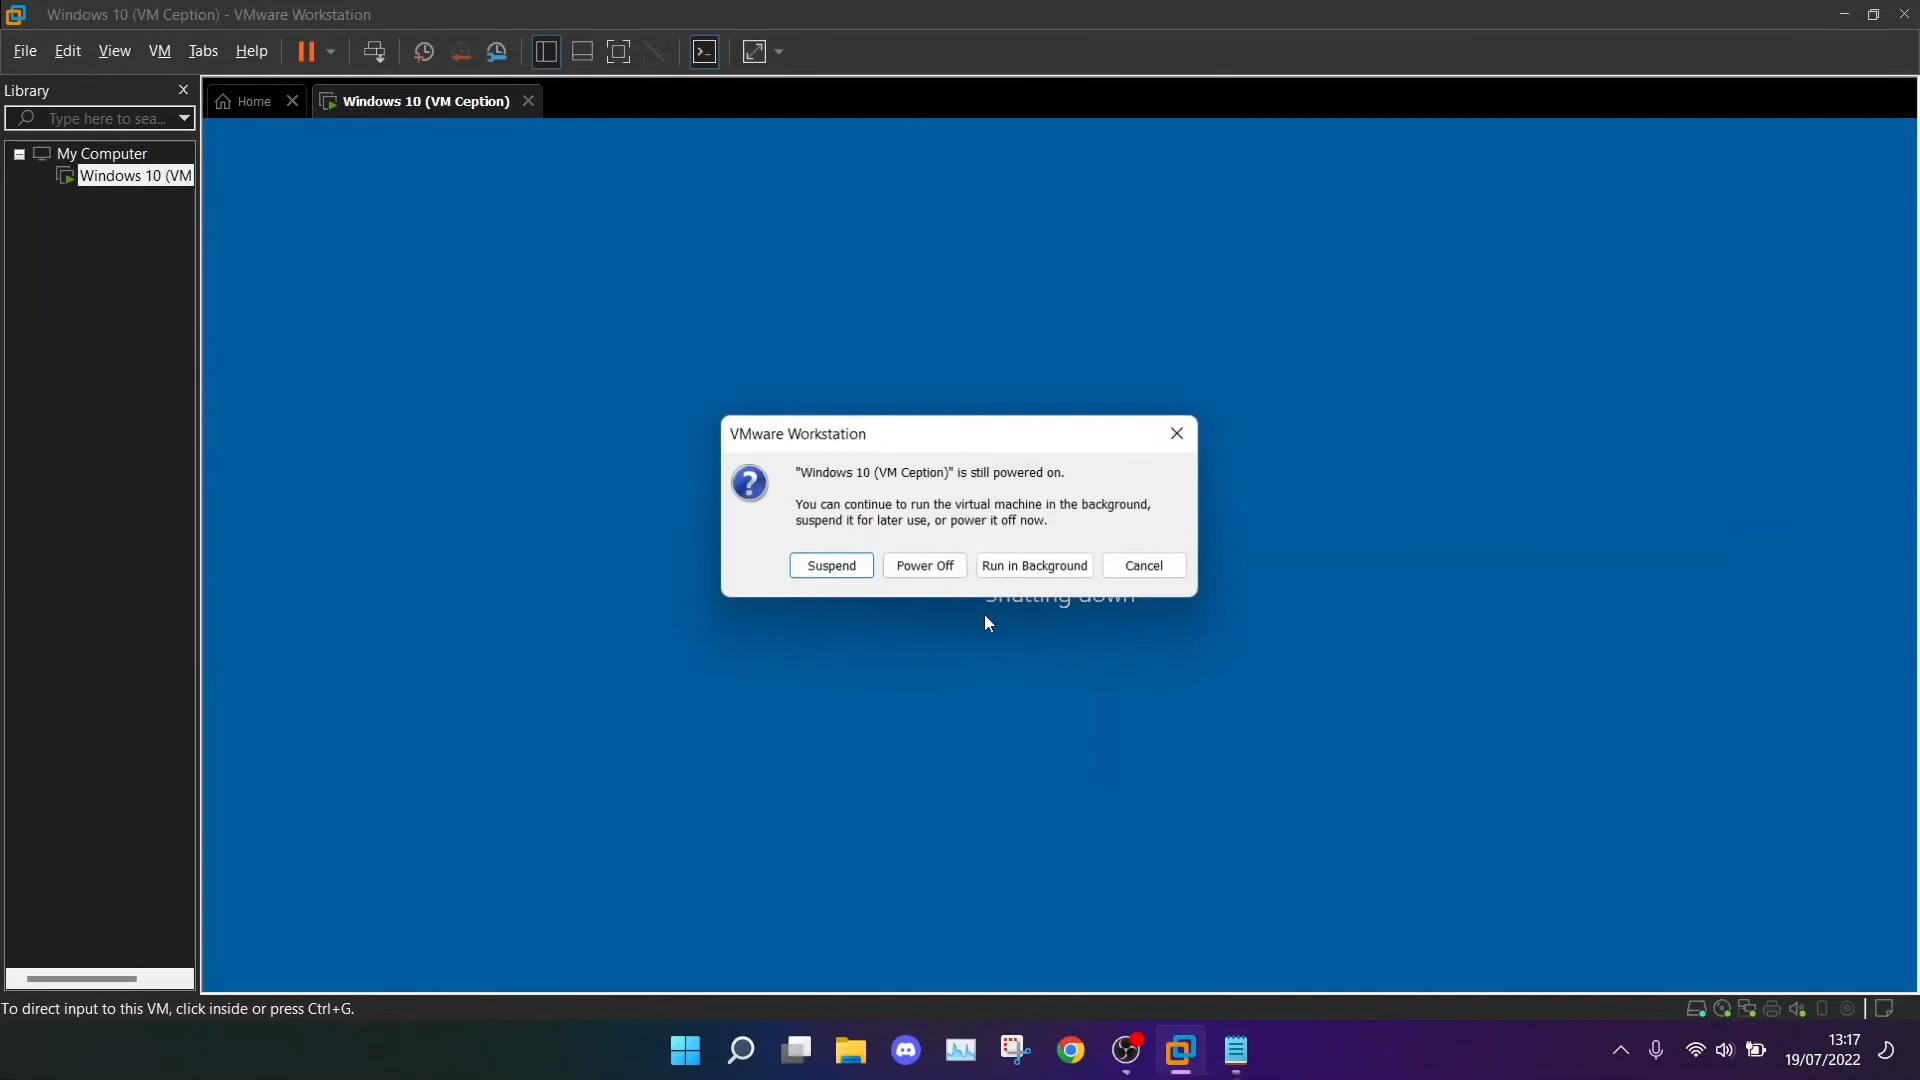 Windows 10 (VM Ception) - VMware Workstation
File Edit View VM Tabs Help
Library
Type here to sea...
Home
Windows 10 (VM Ception)
My Computer
Windows 10 (VM
VMware Workstation
"Windows 10 (VM Ception)" is still powered on.
You can continue to run the virtual machine in the background,
suspend it for later use, or power it off now.
Suspend Power Off Run in Background Cancel
Shutting down
To direct input to this VM, click inside or press Ctrl+G.
13:17
19/07/2022